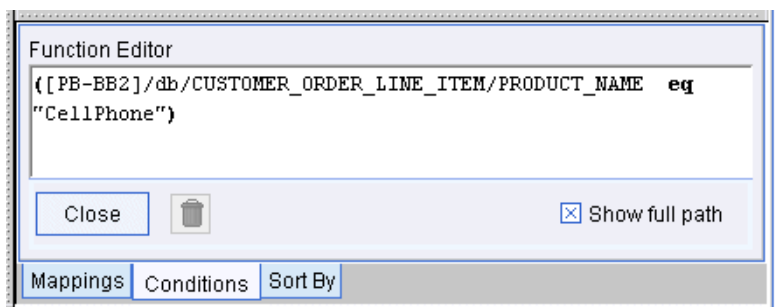 Function Editor
([PB-BB2]/db/CUSTOMER_ORDER_LINE_ITEM/PRODUCT_NAME  eq
"CellPhone")
Close
Show full path
Mappings Conditions Sort By